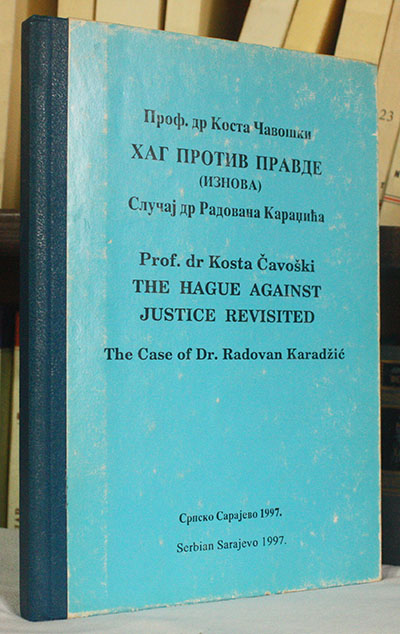 Проф. др Коста Чавошки
ХАГ ПРОТИВ ПРАВДЕ
(ИЗНОВА)
Случај др Радована Караџића
Prof. dr Kosta Čavoški
THE HAGUE AGAINST
JUSTICE REVISITED
The Case of Dr. Radovan Karadžić
Српско Сарајево 1997.
Serbian Sarajevo 1997.
23